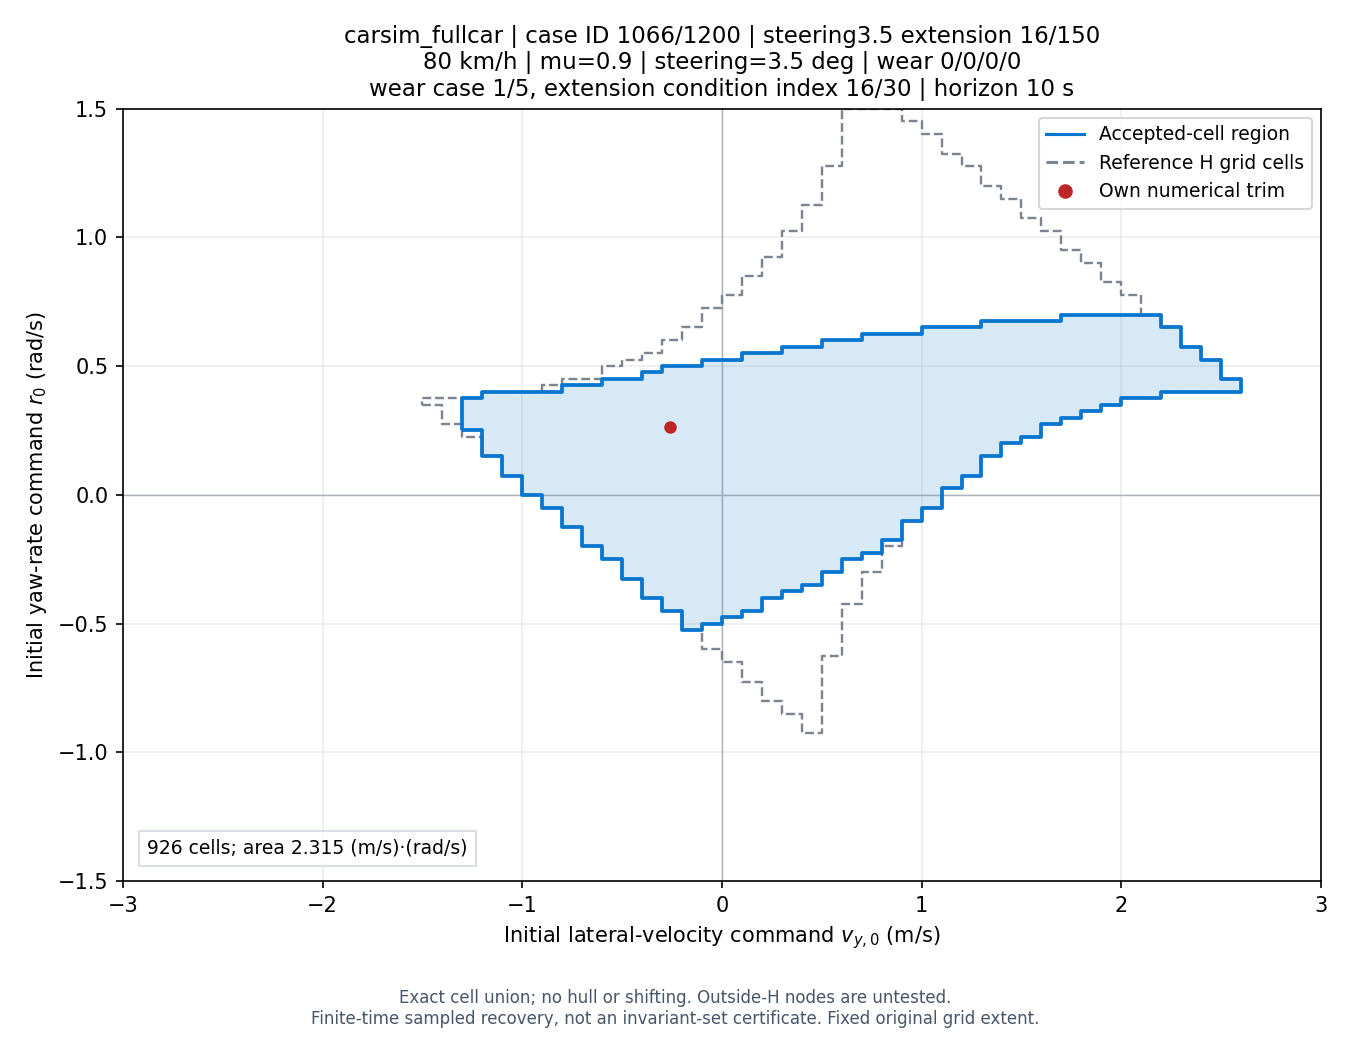 carsim_fullcar | case ID 1066/1200 | steering3.5 extension 16/150
80 km/h | mu=0.9 | steering=3.5 deg | wear 0/0/0/0
wear case 1/5, extension condition index 16/30 | horizon 10 s
Accepted-cell region
Reference H grid cells
Own numerical trim
1.5
1.0
0.5
0.0
−0.5
−1.0
−1.5
Initial yaw-rate command r₀ (rad/s)
926 cells; area 2.315 (m/s)·(rad/s)
−3
−2
−1
0
1
2
3
Initial lateral-velocity command v_{y,0} (m/s)
Exact cell union; no hull or shifting. Outside-H nodes are untested.
Finite-time sampled recovery, not an invariant-set certificate. Fixed original grid extent.